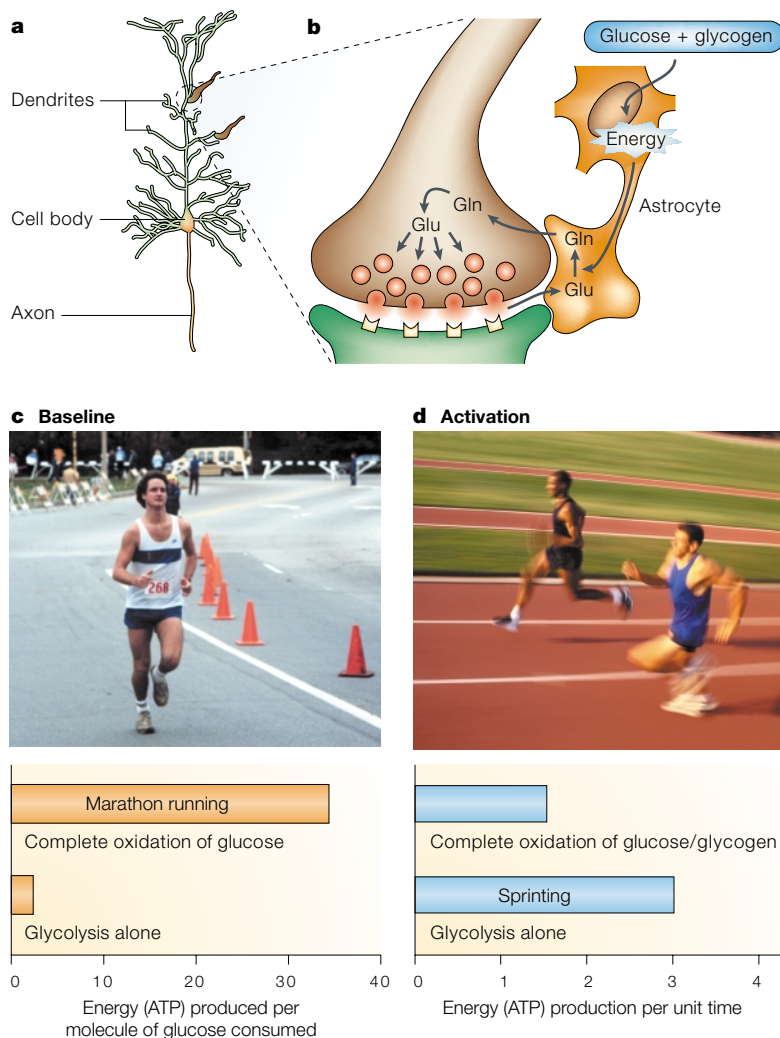 a
Dendrites
Cell body
Axon
b
Glucose + glycogen
Energy
Astrocyte
Gln
Glu
Gln
Glu
c Baseline
268
d Activation
Marathon running
Complete oxidation of glucose
Glycolysis alone
0 10 20 30 40
Energy (ATP) produced per
molecule of glucose consumed
Complete oxidation of glucose/glycogen
Sprinting
Glycolysis alone
0 1 2 3 4
Energy (ATP) production per unit time